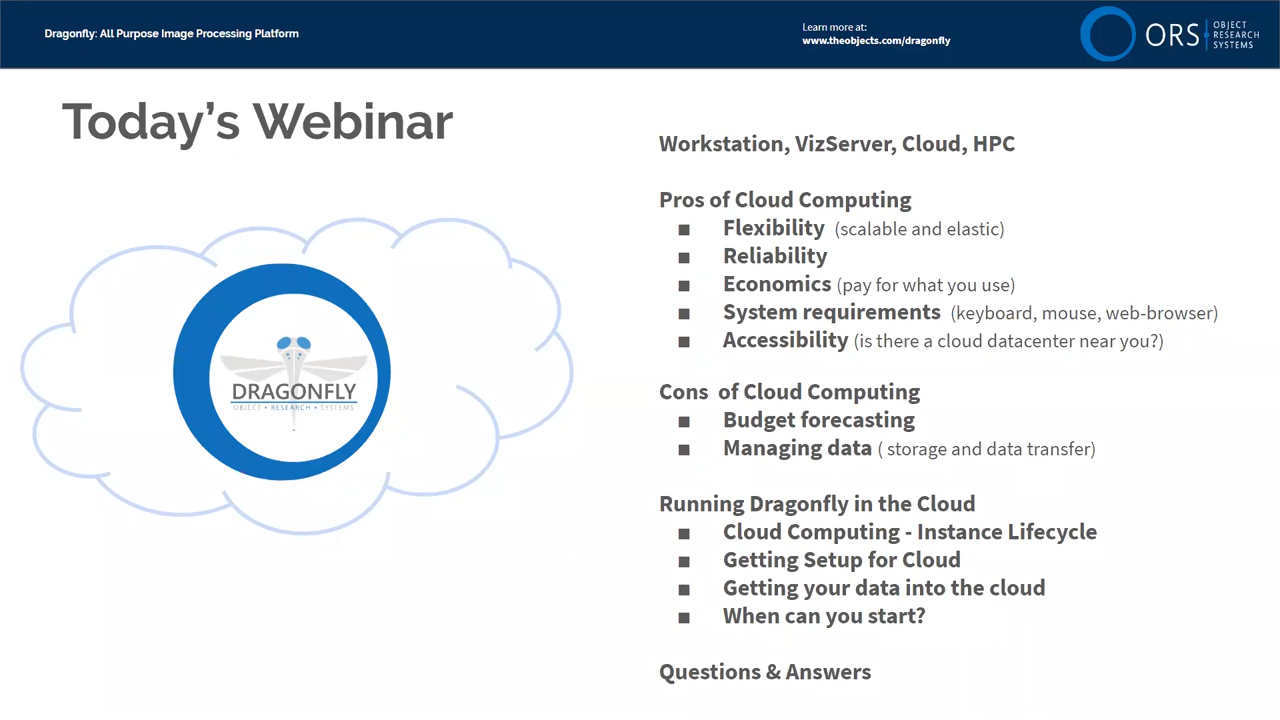 Dragonfly: All Purpose Image Processing Platform
Learn more at:
www.theobjects.com/dragonfly
ORS
OBJECT
RESEARCH
SYSTEMS
Today's Webinar
DRAGONFLY
OBJECT • RESEARCH • SYSTEMS
Workstation, VizServer, Cloud, HPC
Pros of Cloud Computing
■ Flexibility (scalable and elastic)
■ Reliability
■ Economics (pay for what you use)
■ System requirements (keyboard, mouse, web-browser)
■ Accessibility (is there a cloud datacenter near you?)
Cons of Cloud Computing
■ Budget forecasting
■ Managing data ( storage and data transfer)
Running Dragonfly in the Cloud
■ Cloud Computing - Instance Lifecycle
■ Getting Setup for Cloud
■ Getting your data into the cloud
■ When can you start?
Questions & Answers